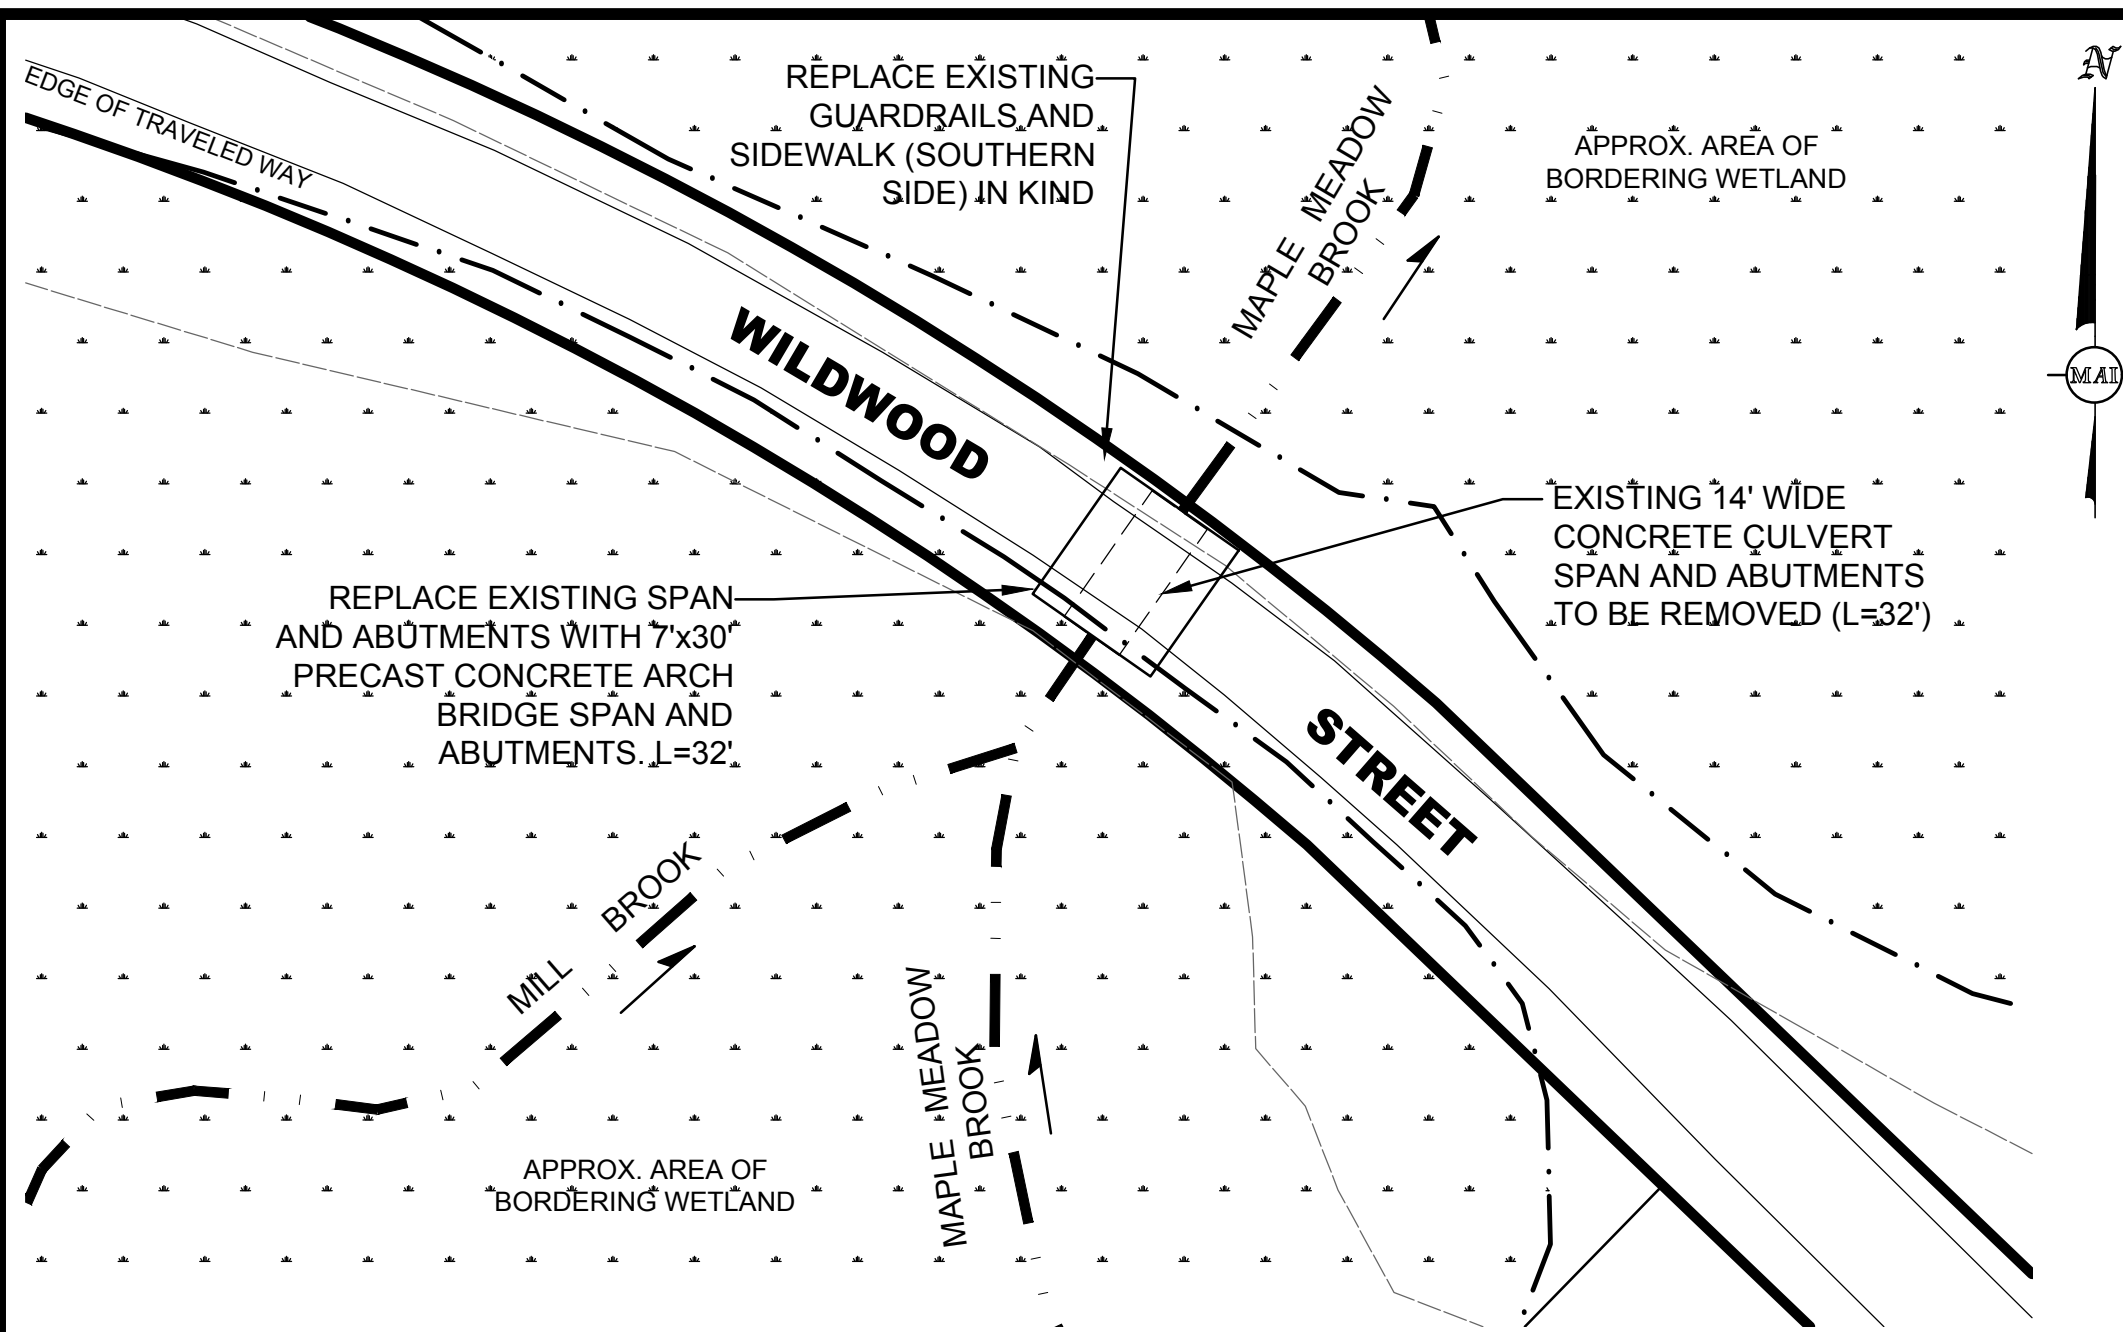 EDGE OF TRAVELED WAY
REPLACE EXISTING
GUARDRAILS AND
SIDEWALK (SOUTHERN
SIDE) IN KIND
MAPLE MEADOW
BROOK
APPROX. AREA OF
BORDERING WETLAND
N
MAI
WILDWOOD
EXISTING 14' WIDE
CONCRETE CULVERT
SPAN AND ABUTMENTS
TO BE REMOVED (L=32')
REPLACE EXISTING SPAN
AND ABUTMENTS WITH 7'x30'
PRECAST CONCRETE ARCH
BRIDGE SPAN AND
ABUTMENTS. L=32'
STREET
MILL BROOK
MAPLE MEADOW
BROOK
APPROX. AREA OF
BORDERING WETLAND